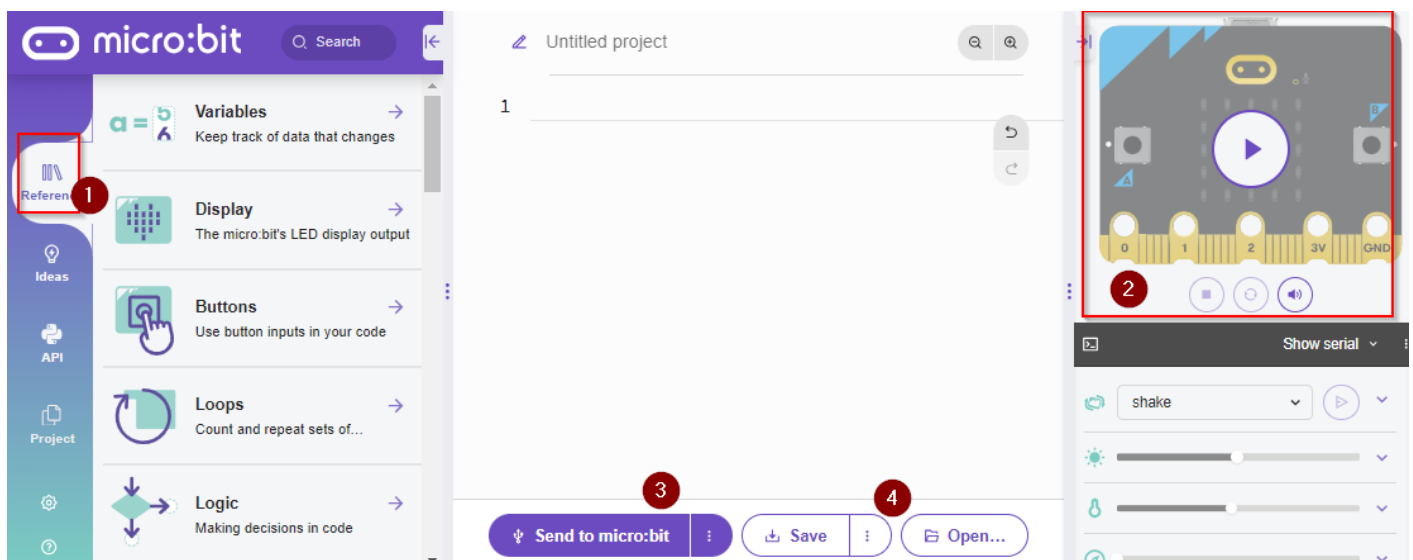 micro:bit
Search
Reference
1
Ideas
API
Project
Variables
Keep track of data that changes
Display
The micro:bit's LED display output
Buttons
Use button inputs in your code
Loops
Count and repeat sets of...
Logic
Making decisions in code
Untitled project
1
3
4
Send to micro:bit
Save
Open...
B
A
0 1 2 3V GND
2
Show serial
shake